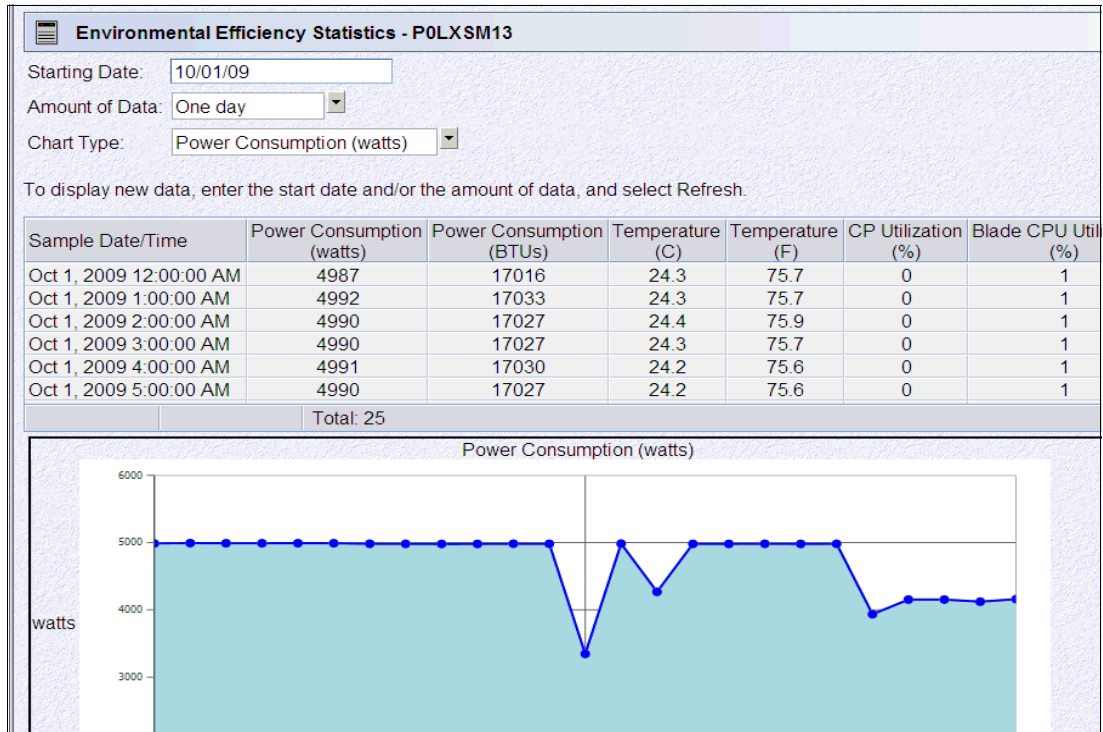 Environmental Efficiency Statistics - P0LXSM13
Starting Date: 10/01/09
Amount of Data: One day
Chart Type: Power Consumption (watts)
To display new data, enter the start date and/or the amount of data, and select Refresh.
Sample Date/Time Power Consumption (watts) Power Consumption (BTUs) Temperature (C) Temperature (F) CP Utilization (%) Blade CPU Utili (%)
Oct 1, 2009 12:00:00 AM 4987 17016 24.3 75.7 0 1
Oct 1, 2009 1:00:00 AM 4992 17033 24.3 75.7 0 1
Oct 1, 2009 2:00:00 AM 4990 17027 24.4 75.9 0 1
Oct 1, 2009 3:00:00 AM 4990 17027 24.3 75.7 0 1
Oct 1, 2009 4:00:00 AM 4991 17030 24.2 75.6 0 1
Oct 1, 2009 5:00:00 AM 4990 17027 24.2 75.6 0 1
Total: 25
Power Consumption (watts)
6000
5000
4000
watts
3000